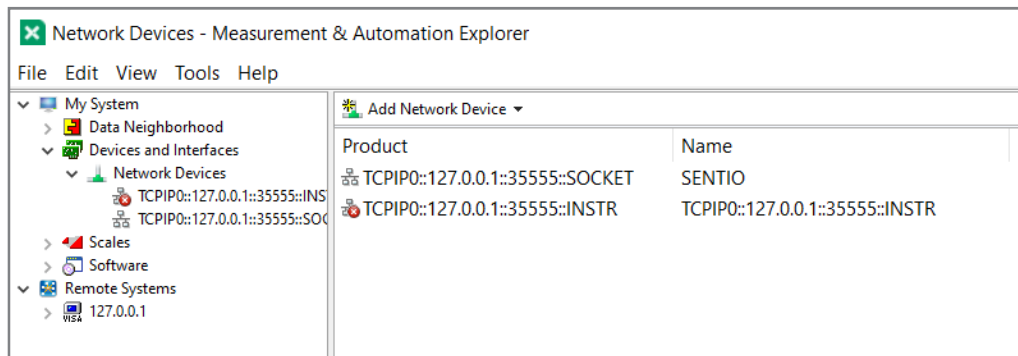 Network Devices - Measurement & Automation Explorer
File Edit View Tools Help
My System
Data Neighborhood
Devices and Interfaces
Network Devices
TCPIP0::127.0.0.1::35555::INS
TCPIP0::127.0.0.1::35555::SO
Scales
Software
Remote Systems
VISA 127.0.0.1
Add Network Device
Product Name
TCPIP0::127.0.0.1::35555::SOCKET SENTIO
TCPIP0::127.0.0.1::35555::INSTR TCPIP0::127.0.0.1::35555::INSTR